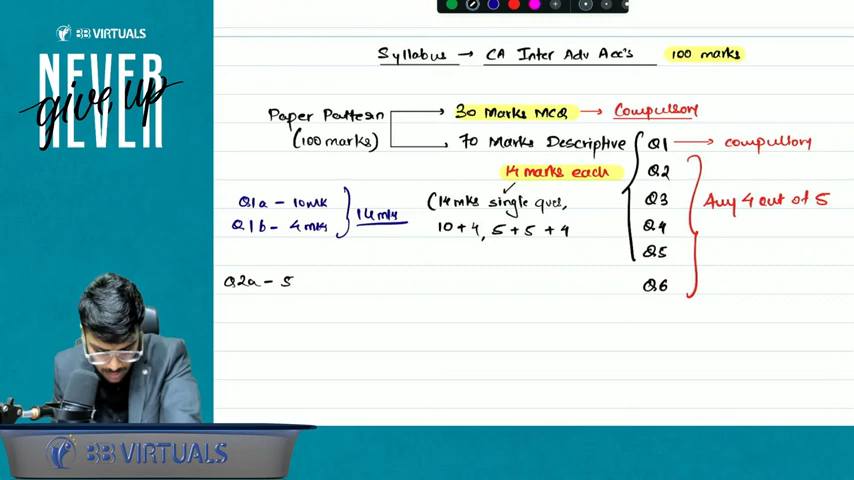 BB VIRTUALS
NEVER
give up
NEVER
Syllabus → CA Inter Adv Acc's 100 marks
Paper Pattern
(100 marks)
30 Marks MCQ → Compulsory
70 Marks Descriptive
14 marks each
(14 mks single ques,
10 + 4, 5 + 5 + 4
Q1 → compulsory
Q2
Q3
Q4
Q5
Q6
Any 4 out of 5
Q1a - 10 mk
Q1b - 4 mks
14 mks
Q2a - 5
BB VIRTUALS